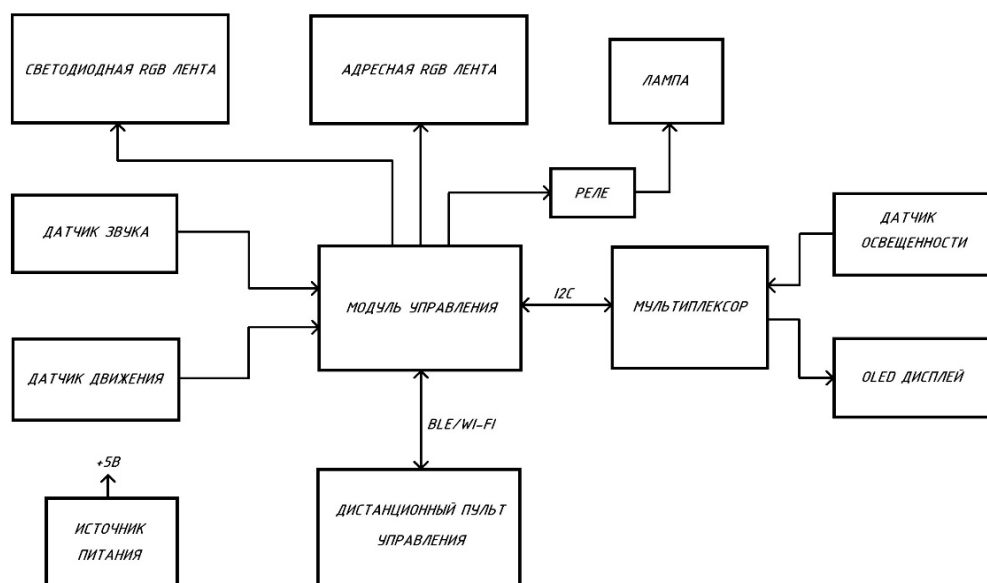 СВЕТОДИОДНАЯ RGB ЛЕНТА
АДРЕСНАЯ RGB ЛЕНТА
ЛАМПА
РЕЛЕ
ДАТЧИК ЗВУКА
ДАТЧИК
ОСВЕЩЕННОСТИ
МОДУЛЬ УПРАВЛЕНИЯ
I2C
МУЛЬТИПЛЕКСОР
ДАТЧИК ДВИЖЕНИЯ
OLED ДИСПЛЕЙ
BLE/WI-FI
+5В
ИСТОЧНИК
ПИТАНИЯ
ДИСТАНЦИОННЫЙ ПУЛЬТ
УПРАВЛЕНИЯ